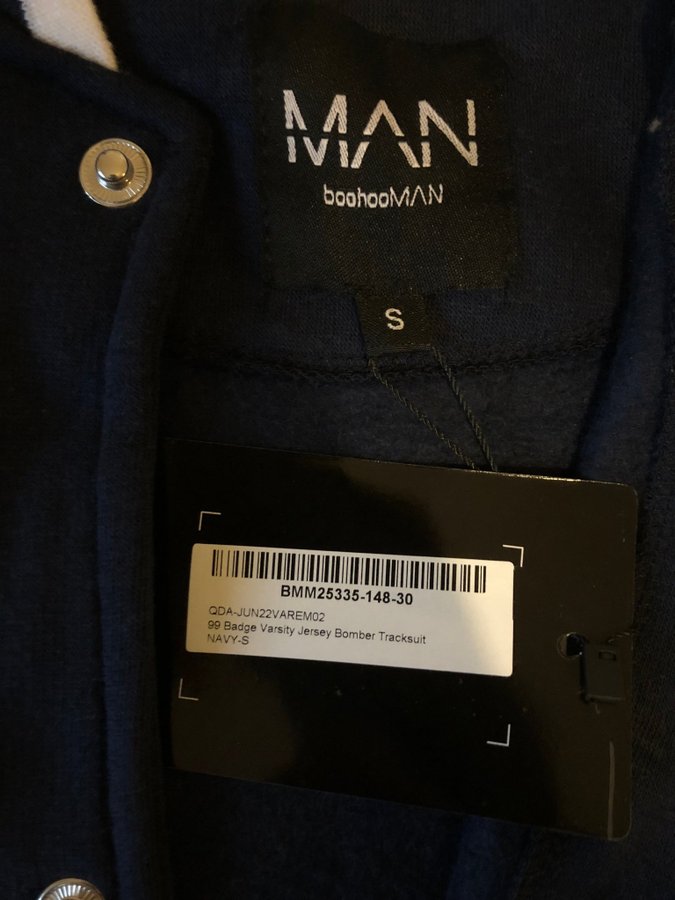 MAN
boohooMAN
S
BMM25335-148-30
QDA-JUN22VAREM02
99 Badge Varsity Jersey Bomber Tracksuit
NAVY-S